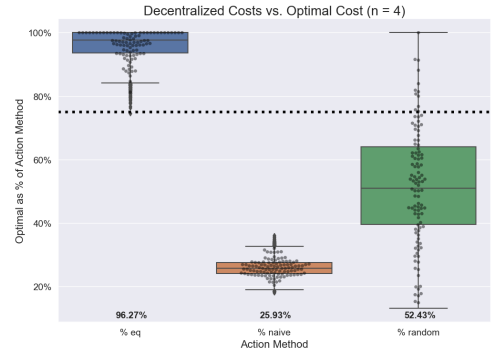 Decentralized Costs vs. Optimal Cost (n = 4)
Optimal as % of Action Method
100%
80%
60%
40%
20%
96.27% 25.93% 52.43%
% eq % naive % random
Action Method